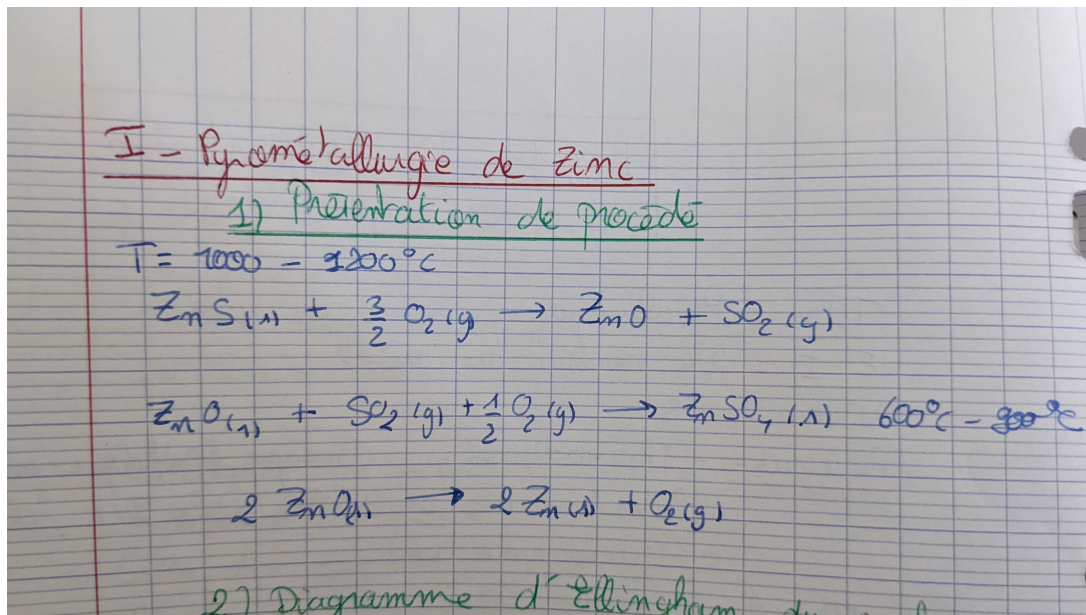 I - Pyrométallurgie de Zinc
1) Présentation de procédé
T = 1000 - 1200°C
ZnS(s) + 3/2 O₂(g) → ZnO + SO₂(g)
ZnO(s) + SO₂(g) + 1/2 O₂(g) → ZnSO₄(s) 600°C - 900°C
2 ZnO(s) → 2 Zn(s) + O₂(g)
2) Diagramme d'Ellingham